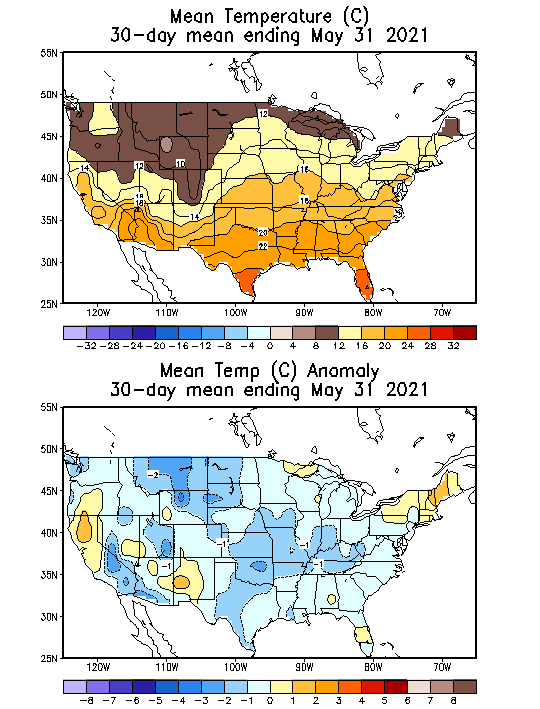 Mean Temperature (C)
30-day mean ending May 31 2021
55N
50N
45N
40N
35N
30N
25N
12
12
10
14
16
16
18
16
14
20
22
120W 110W 100W 90W 80W 70W
-32 -28 -24 -20 -16 -12 -8 -4 0 4 8 12 16 20 24 28 32
Mean Temp (C) Anomaly
30-day mean ending May 31 2021
55N
50N
45N
40N
35N
30N
25N
-2
-1
-1
-1
-1
120W 110W 100W 90W 80W 70W
-8 -7 -6 -5 -4 -3 -2 -1 0 1 2 3 4 5 6 7 8